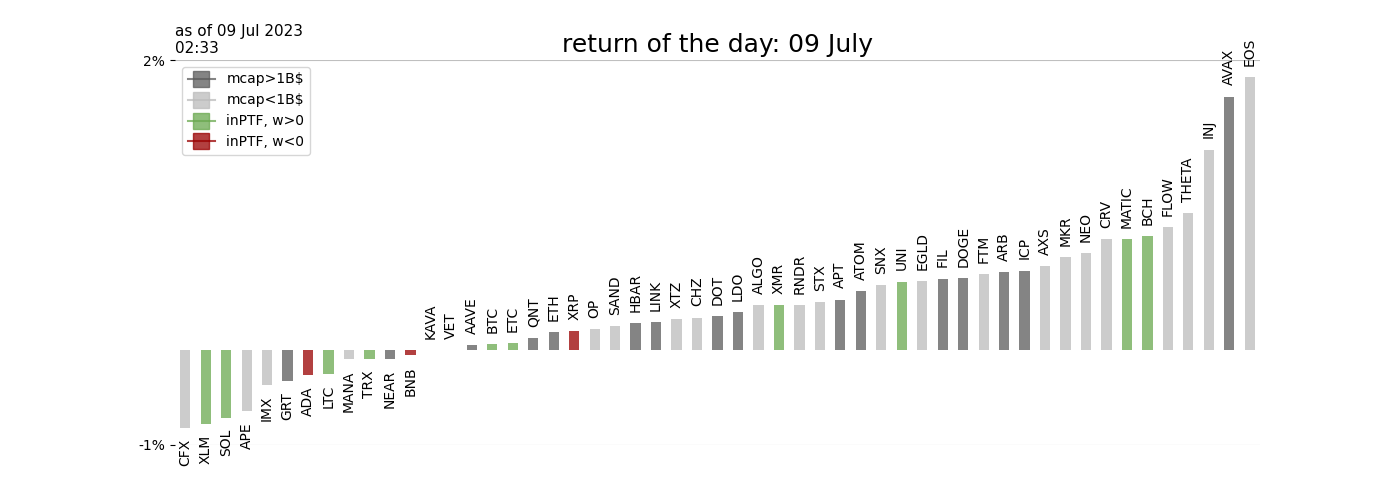 as of 09 Jul 2023
02:33
return of the day: 09 July
2%
-1%
mcap>1B$
mcap<1B$
inPTF, w>0
inPTF, w<0
CFX
XLM
SOL
APE
IMX
GRT
ADA
LTC
MANA
TRX
NEAR
BNB
KAVA
VET
AAVE
BTC
ETC
QNT
ETH
XRP
OP
SAND
HBAR
LINK
XTZ
CHZ
DOT
LDO
ALGO
XMR
RNDR
STX
APT
ATOM
SNX
UNI
EGLD
FIL
DOGE
FTM
ARB
ICP
AXS
MKR
NEO
CRV
MATIC
BCH
FLOW
THETA
INJ
AVAX
EOS